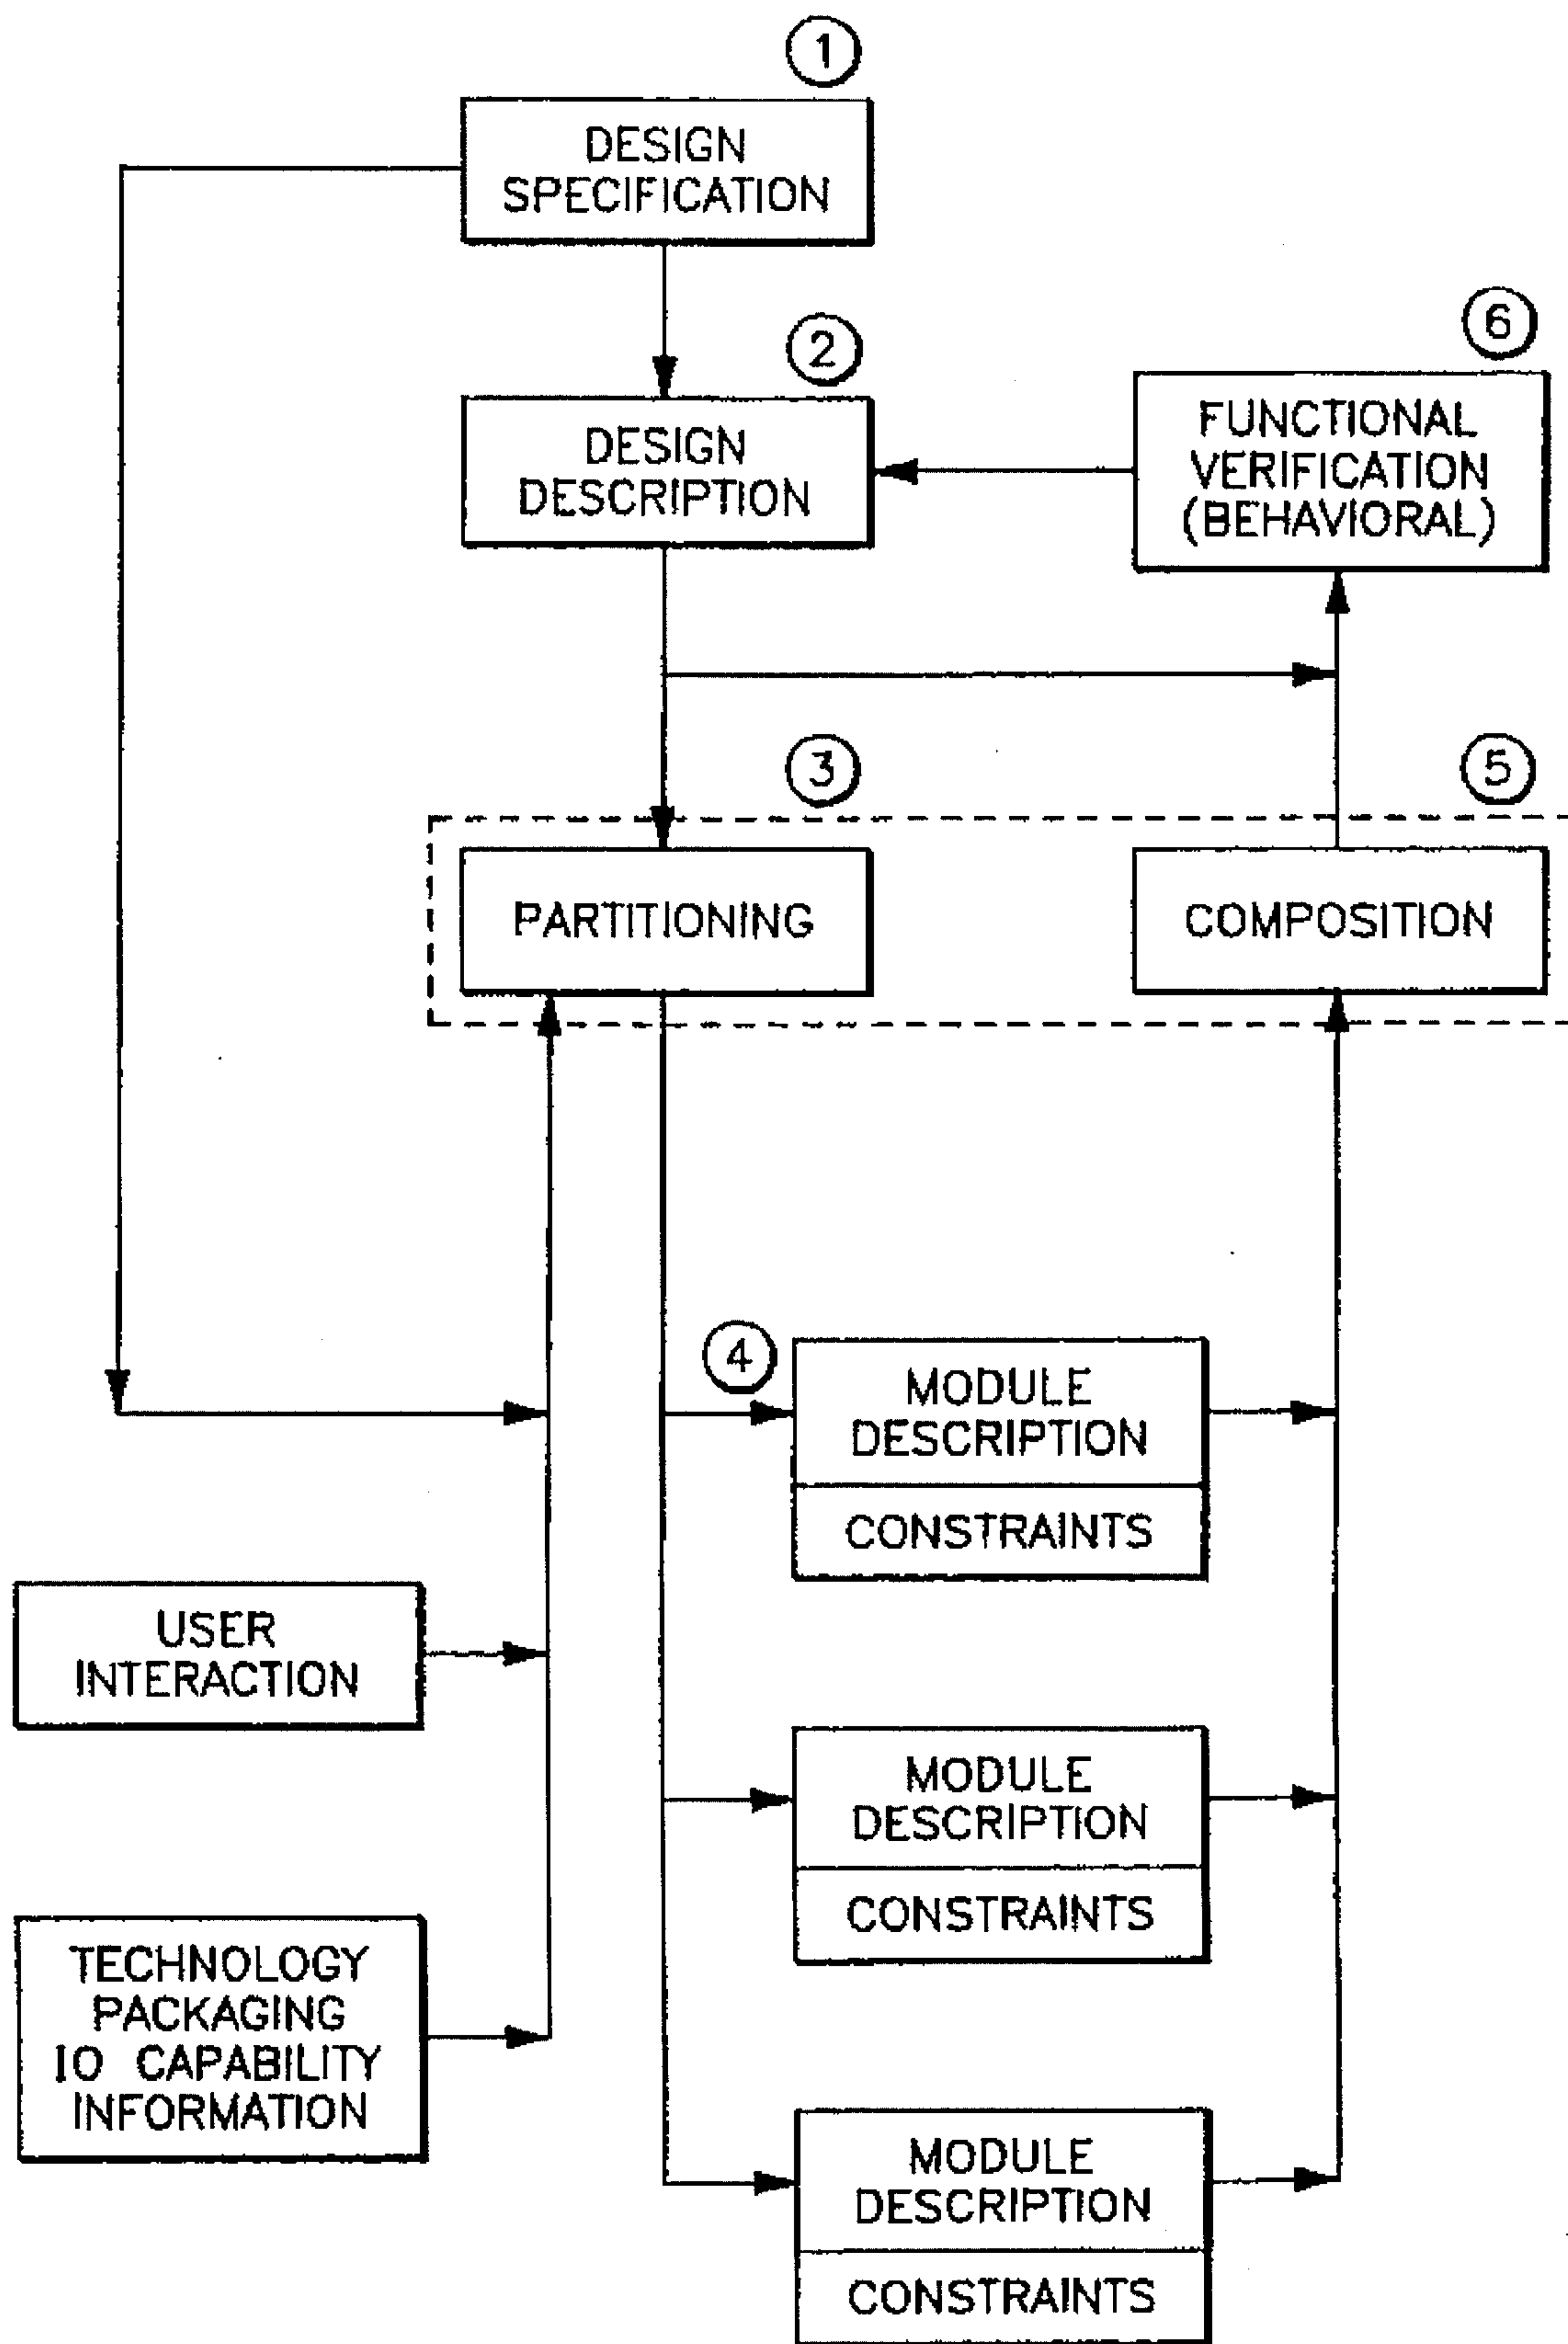 1
DESIGN
SPECIFICATION
2
DESIGN
DESCRIPTION
6
FUNCTIONAL
VERIFICATION
(BEHAVIORAL)
3
PARTITIONING
5
COMPOSITION
4
MODULE
DESCRIPTION
CONSTRAINTS
USER
INTERACTION
MODULE
DESCRIPTION
CONSTRAINTS
TECHNOLOGY
PACKAGING
IO CAPABILITY
INFORMATION
MODULE
DESCRIPTION
CONSTRAINTS